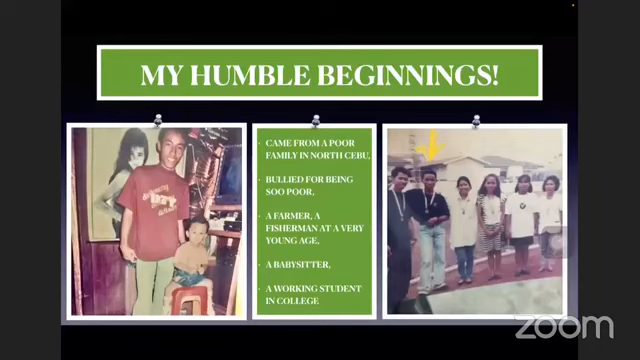 MY HUMBLE BEGINNINGS!
· CAME FROM A POOR
FAMILY IN NORTH CEBU,
· BULLIED FOR BEING
SOO POOR,
· A FARMER, A
FISHERMAN AT A VERY
YOUNG AGE,
· A BABYSITTER,
· A WORKING STUDENT
IN COLLEGE
zoom